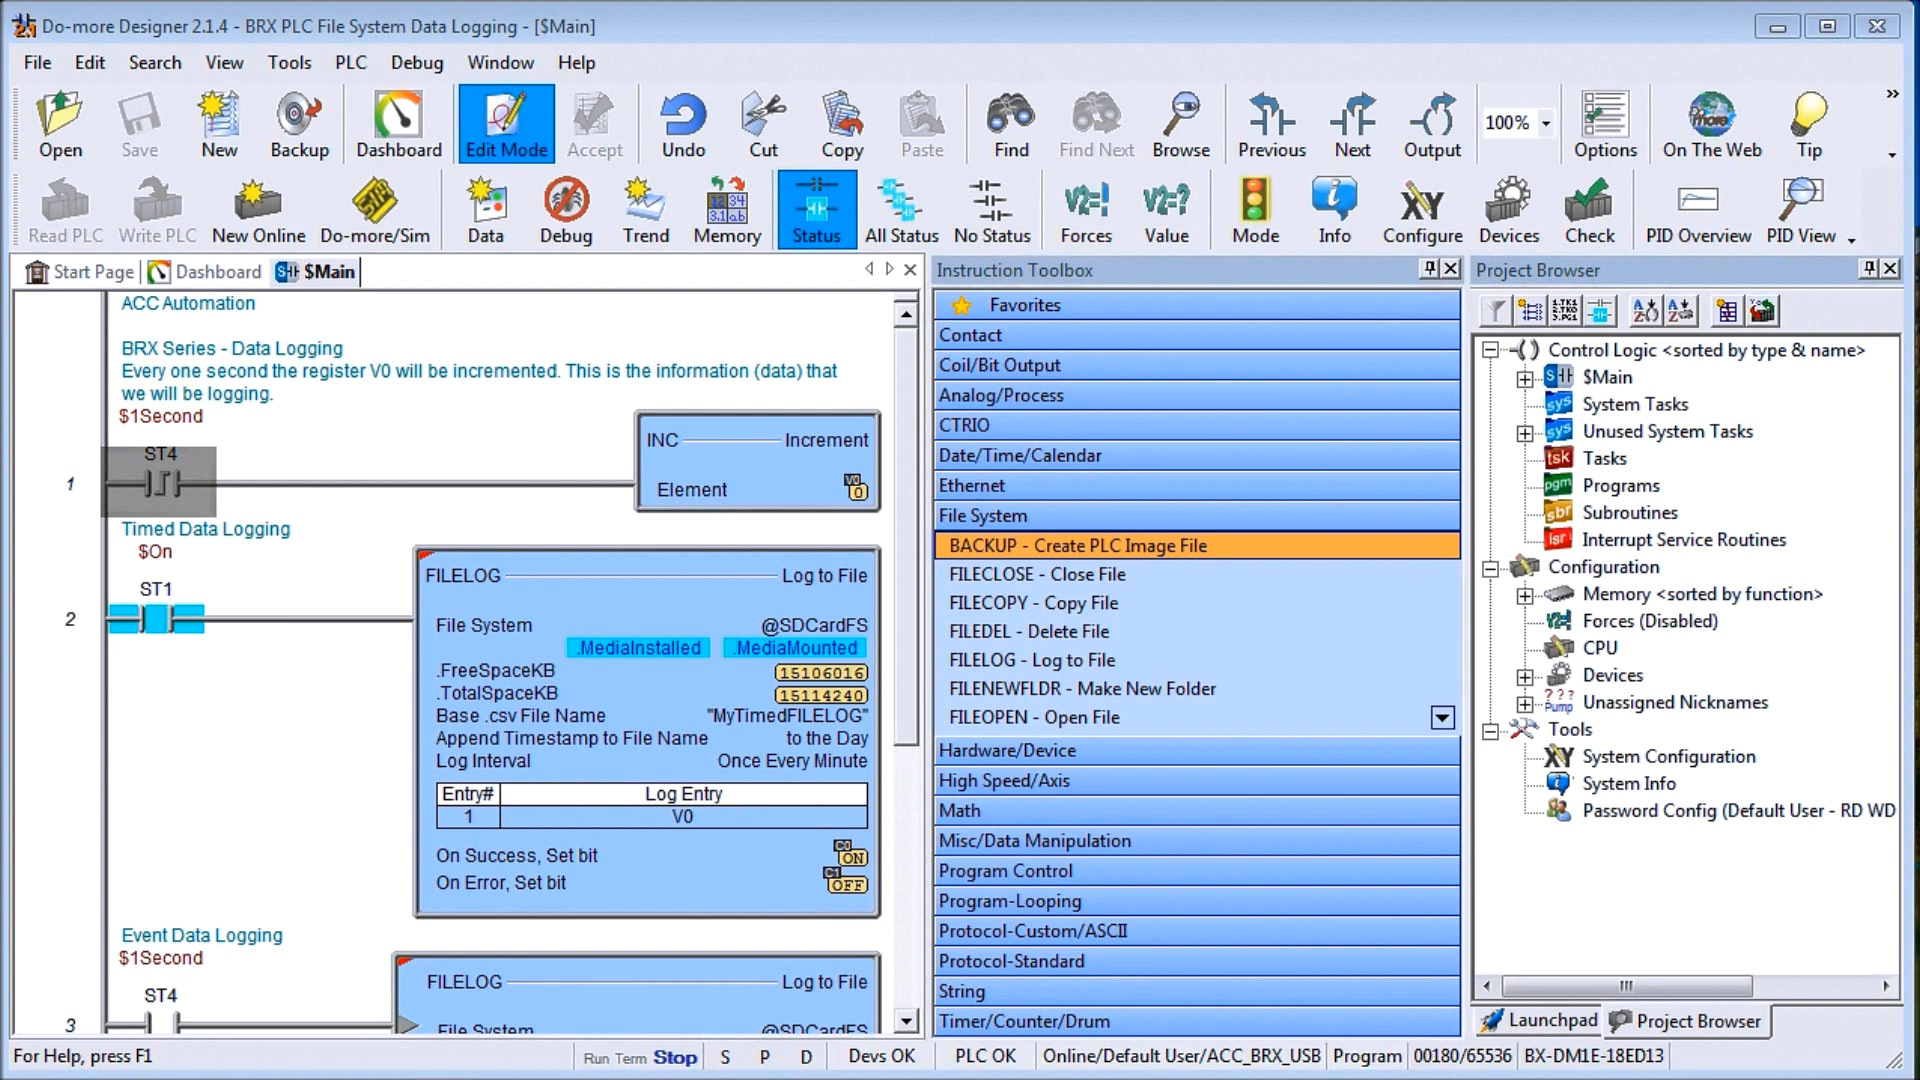 Do-more Designer 2.1.4 - BRX PLC File System Data Logging - [$Main]
File Edit Search View Tools PLC Debug Window Help
Open Save New Backup Dashboard Edit Mode Accept Undo Cut Copy Paste Find Find Next Browse Previous Next Output 100% Options On The Web Tip
Read PLC Write PLC New Online Do-more/Sim Data Debug Trend Memory Status All Status No Status Forces Value Mode Info Configure Devices Check PID Overview PID View
Start Page Dashboard $Main
ACC Automation
BRX Series - Data Logging
Every one second the register V0 will be incremented. This is the information (data) that
we will be logging.
$1Second
ST4
1
INC Increment
Element V0 0
Timed Data Logging
$On
ST1
2
FILELOG Log to File
File System @SDCardFS
.MediaInstalled .MediaMounted
.FreeSpaceKB 15106016
.TotalSpaceKB 15114240
Base .csv File Name "MyTimedFILELOG"
Append Timestamp to File Name to the Day
Log Interval Once Every Minute
Entry# Log Entry
1 V0
On Success, Set bit C0 ON
On Error, Set bit C1 OFF
Event Data Logging
$1Second
ST4
3
FILELOG Log to File
File System @SDCardFS
Instruction Toolbox
Favorites
Contact
Coil/Bit Output
Analog/Process
CTRIO
Date/Time/Calendar
Ethernet
File System
BACKUP - Create PLC Image File
FILECLOSE - Close File
FILECOPY - Copy File
FILEDEL - Delete File
FILELOG - Log to File
FILENEWFLDR - Make New Folder
FILEOPEN - Open File
Hardware/Device
High Speed/Axis
Math
Misc/Data Manipulation
Program Control
Program-Looping
Protocol-Custom/ASCII
Protocol-Standard
String
Timer/Counter/Drum
Project Browser
Control Logic <sorted by type & name>
$Main
System Tasks
Unused System Tasks
Tasks
Programs
Subroutines
Interrupt Service Routines
Configuration
Memory <sorted by function>
Forces (Disabled)
CPU
Devices
Unassigned Nicknames
Tools
System Configuration
System Info
Password Config (Default User - RD WD
Launchpad Project Browser
For Help, press F1 Run Term Stop S P D Devs OK PLC OK Online/Default User/ACC_BRX_USB Program 00180/65536 BX-DM1E-18ED13